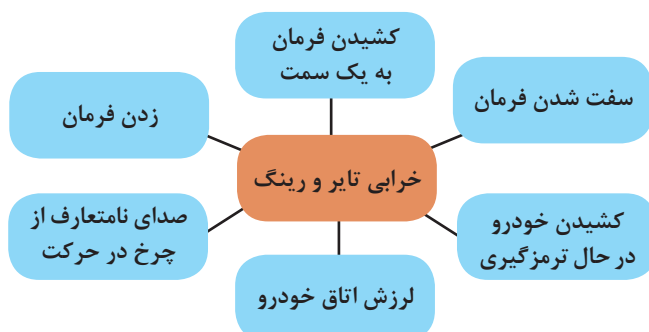 کشیدن فرمان
به یک سمت
سفت شدن فرمان
زدن فرمان
خرابی تایر و رینگ
کشیدن خودرو
در حال ترمزگیری
صدای نامتعارف از
چرخ در حرکت
لرزش اتاق خودرو